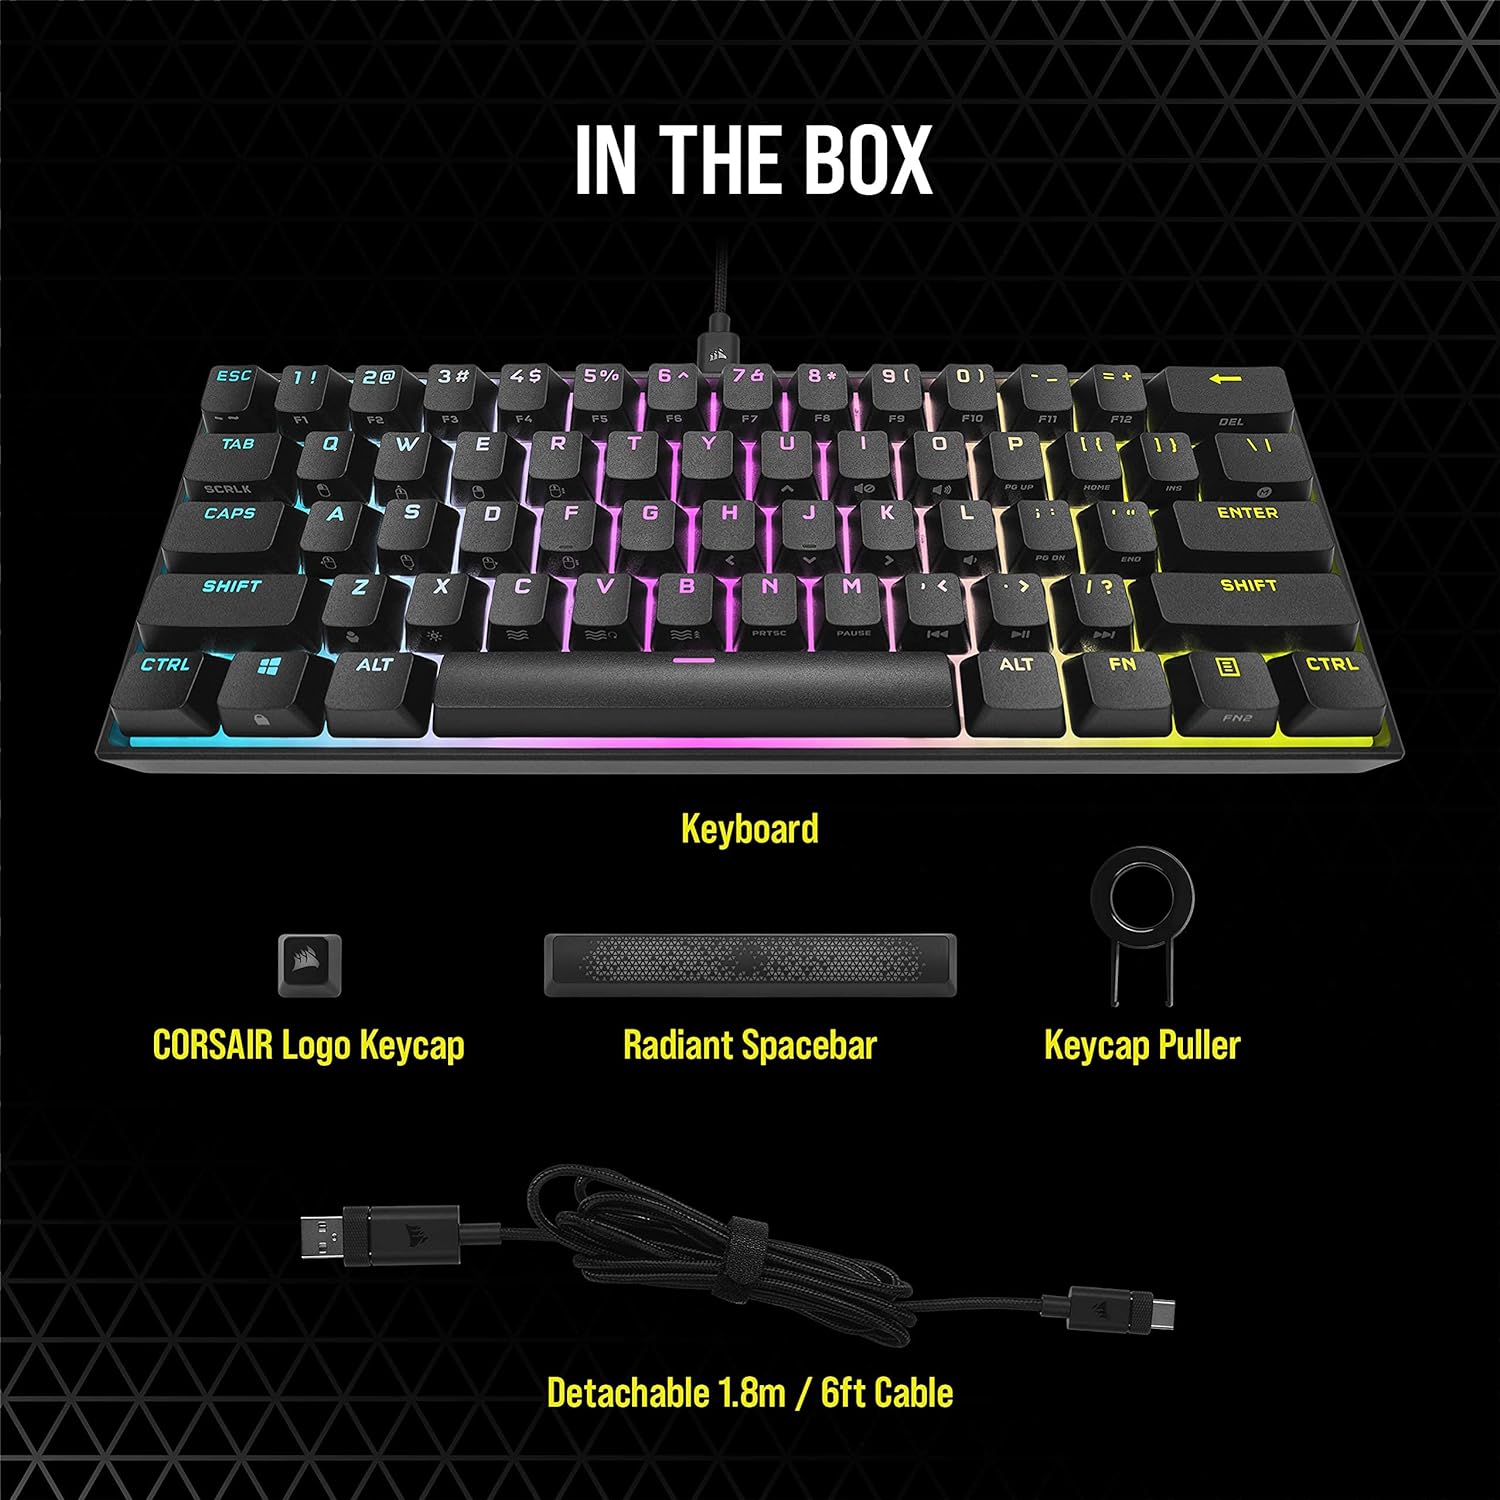 IN THE BOX
ESC 1 ! 2 @ 3 # 4 $ 5 % 6 ^ 7 & 8 * 9 ( 0 ) - _ = + ←
` ~ F1 F2 F3 F4 F5 F6 F7 F8 F9 F10 F11 F12 DEL
TAB Q W E R T Y U I O P [ { ] } \ |
SCRLK PG UP HOME INS M
CAPS A S D F G H J K L ; : ' " ENTER
PG DN END
SHIFT Z X C V B N M , < . > / ? SHIFT
PRTSC PAUSE
CTRL ALT ALT FN CTRL
FN2
Keyboard
CORSAIR Logo Keycap
Radiant Spacebar
Keycap Puller
Detachable 1.8m / 6ft Cable